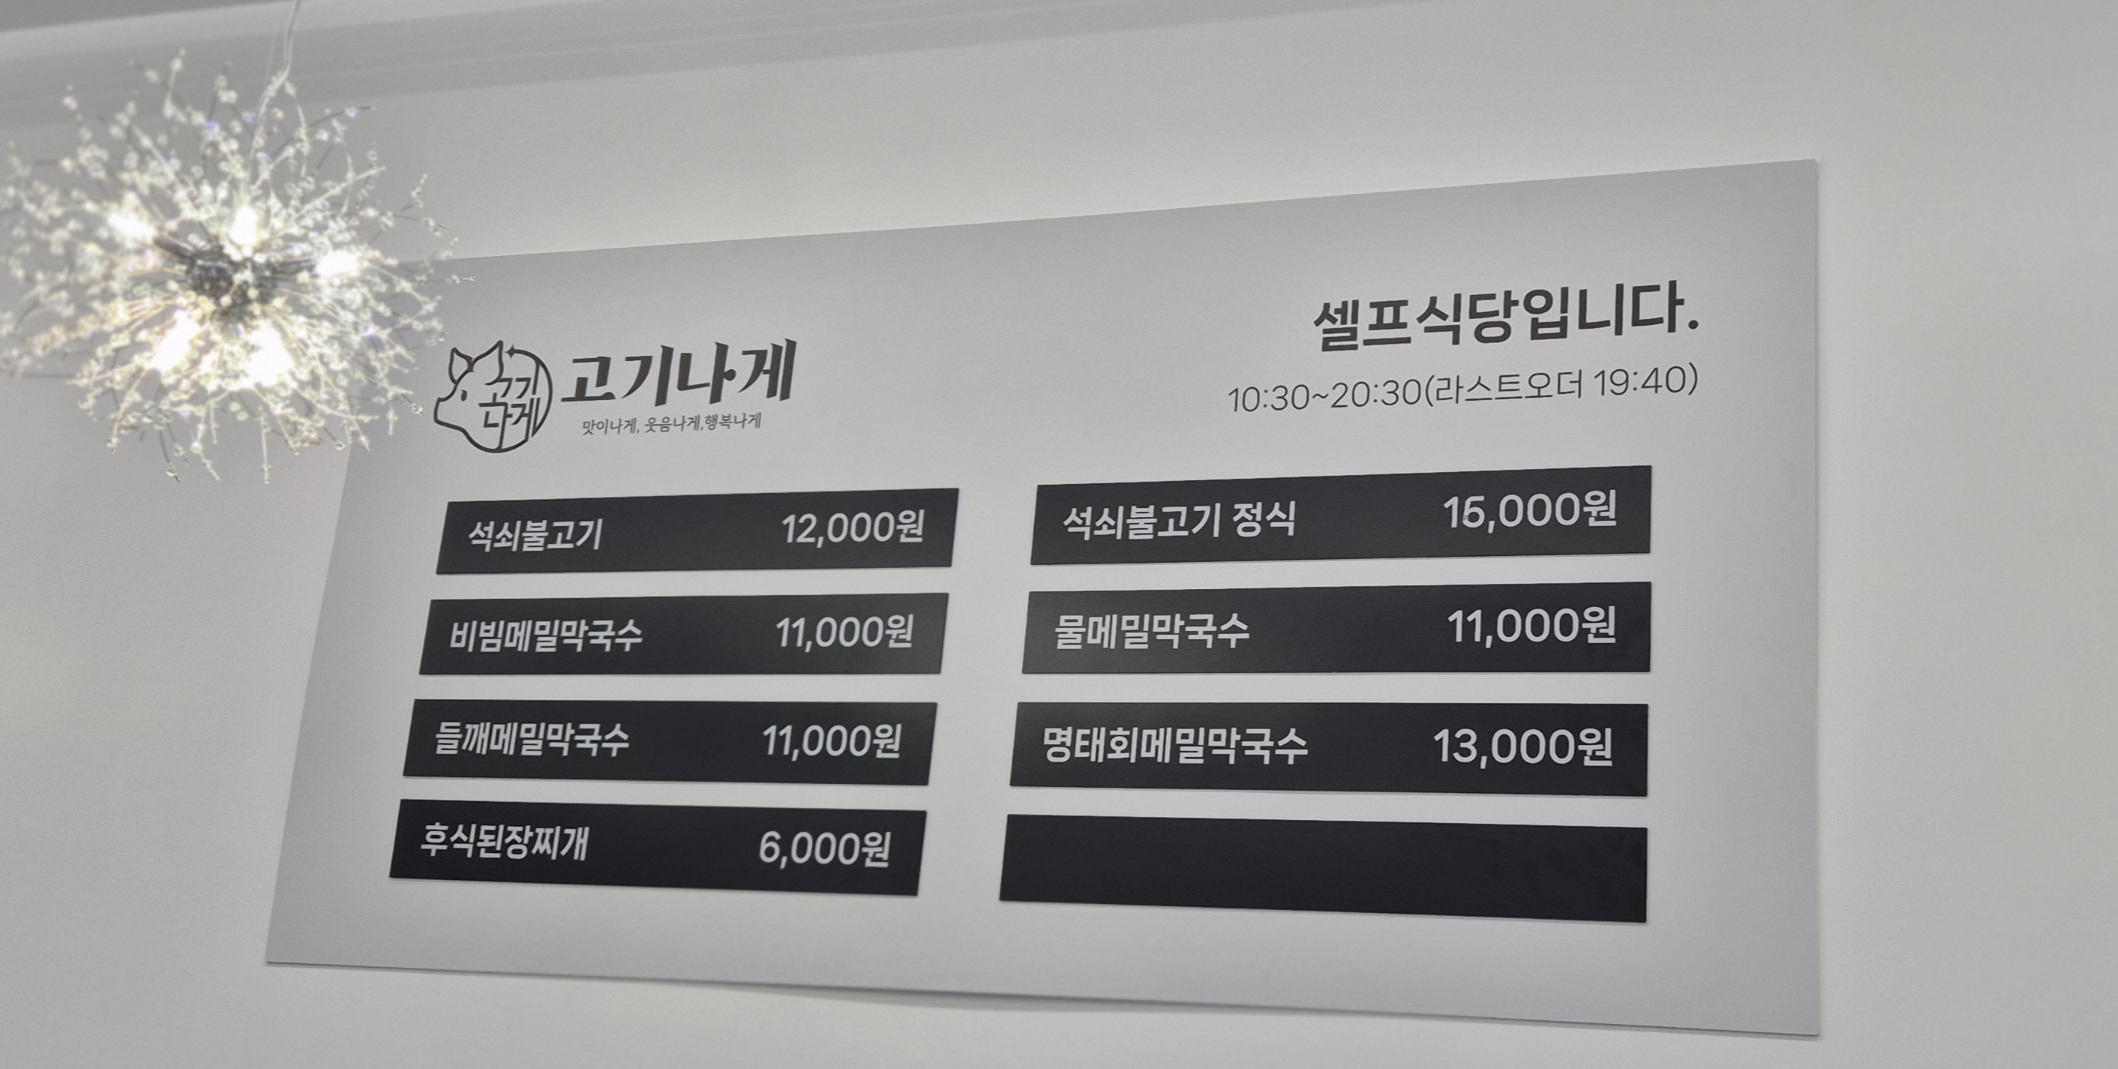 고기
나게
고기나게
맛이나게, 웃음나게,행복나게
셀프식당입니다.
10:30~20:30(라스트오더 19:40)
석쇠불고기 12,000원
석쇠불고기 정식
비빔메밀막국수 11,000원
물메밀막국수 11,000원
들깨메밀막국수 11,000원
명태회메밀막국수 13,000원
후식된장찌개 6,000원